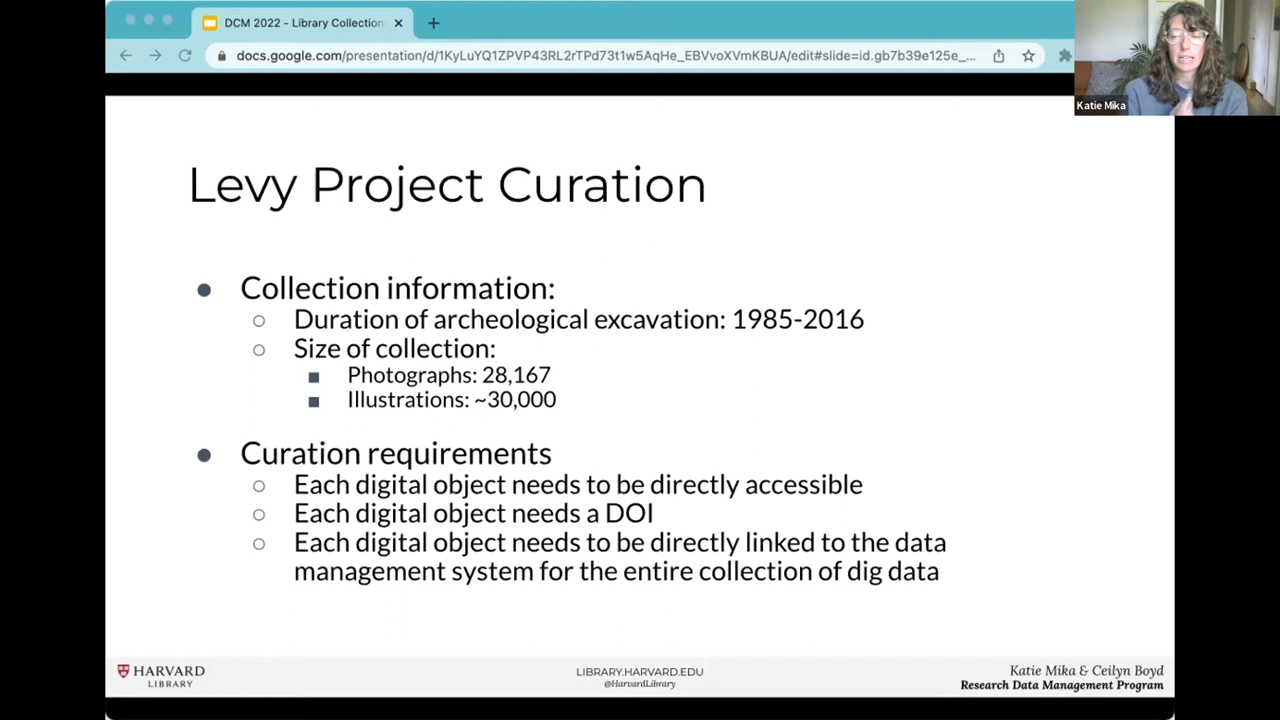 DCM 2022 - Library Collection
docs.google.com/presentation/d/1KyLuYQ1ZPVP43RL2rTPd73t1w5AqHe_EBVvoXVmKBUA/edit#slide=id.gb7b39e125e_...
Katie Mika
Levy Project Curation
● Collection information:
○ Duration of archeological excavation: 1985-2016
○ Size of collection:
■ Photographs: 28,167
■ Illustrations: ~30,000
● Curation requirements
○ Each digital object needs to be directly accessible
○ Each digital object needs a DOI
○ Each digital object needs to be directly linked to the data
management system for the entire collection of dig data
HARVARD
LIBRARY
LIBRARY.HARVARD.EDU
@HarvardLibrary
Katie Mika & Ceilyn Boyd
Research Data Management Program